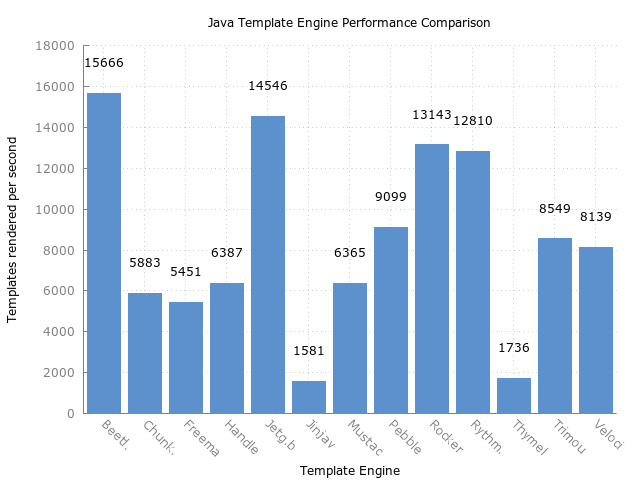 Java Template Engine Performance Comparison
18000
16000
14000
12000
10000
8000
6000
4000
2000
0
Templates rendered per second
15666
5883
5451
6387
14546
1581
6365
9099
13143
12810
1736
8549
8139
Beetl.
Chunk.
Freema
Handle
Jetg.b
Jinjav
Mustac
Pebble
Rocker
Rythm.
Thymel
Trimou
Veloci
Template Engine